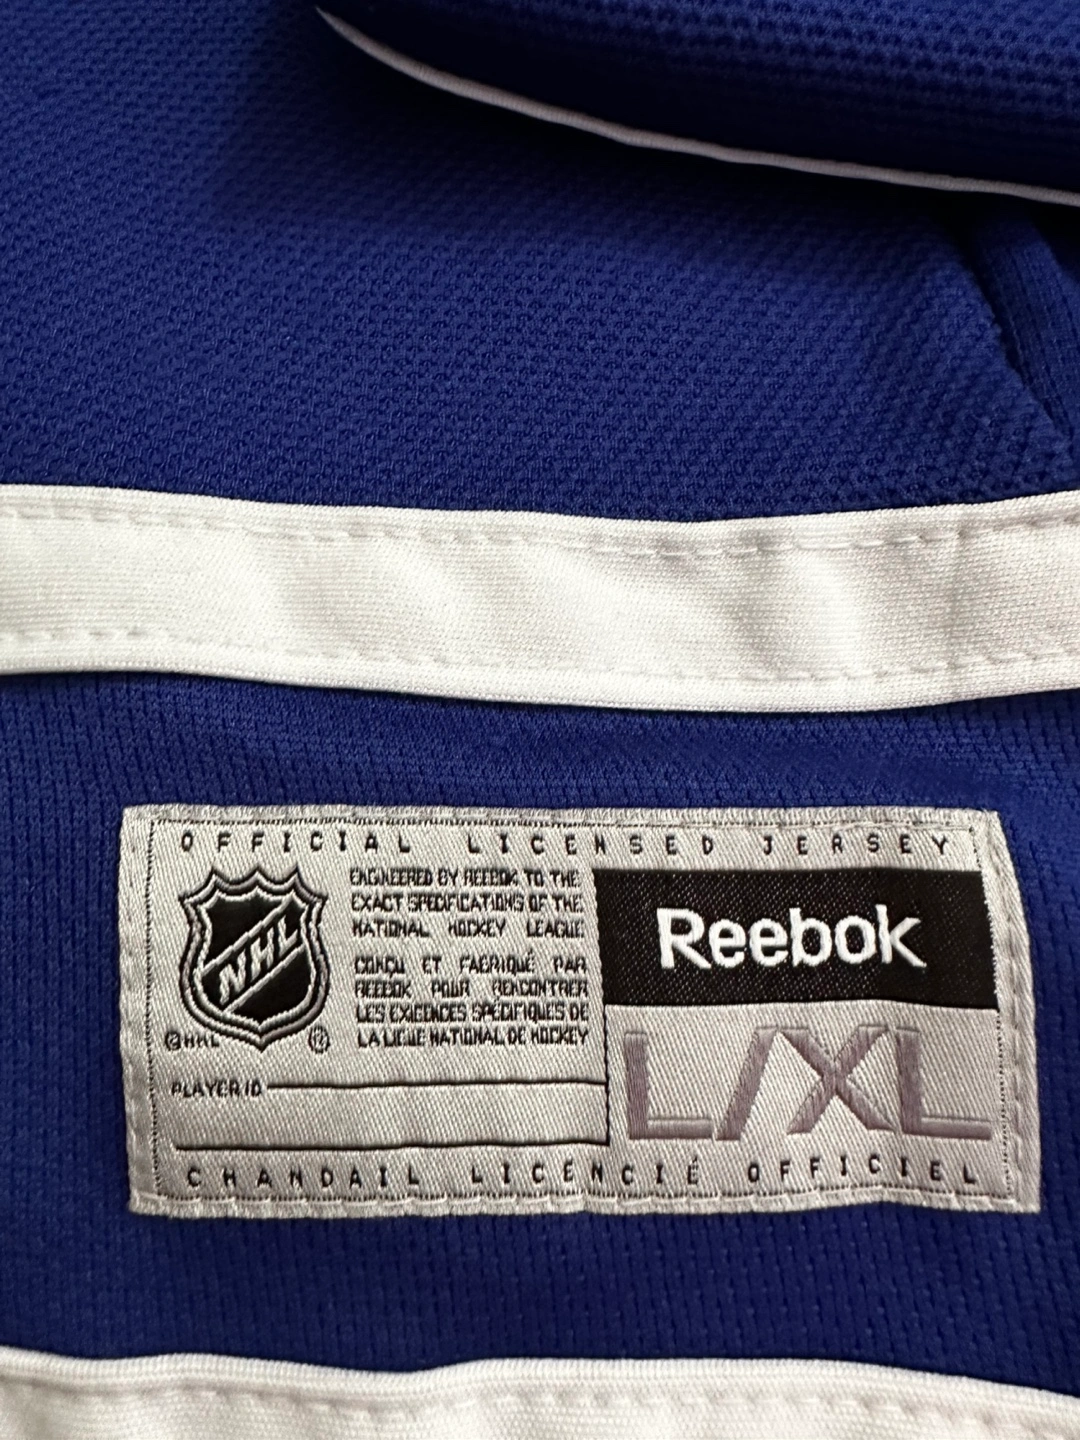 OFFICIAL LICENSED JERSEY
NHL
ENGINEERED BY REEBOK TO THE
EXACT SPECIFICATIONS OF THE
NATIONAL HOCKEY LEAGUE
CONÇU ET FABRIQUÉ PAR
REEBOK POUR RENCONTRER
LES EXIGENCES SPÉCIFIQUES DE
LA LIGUE NATIONAL DE HOCKEY
©NHL ®
Reebok
L/XL
PLAYER ID
CHANDAIL LICENCIÉ OFFICIEL